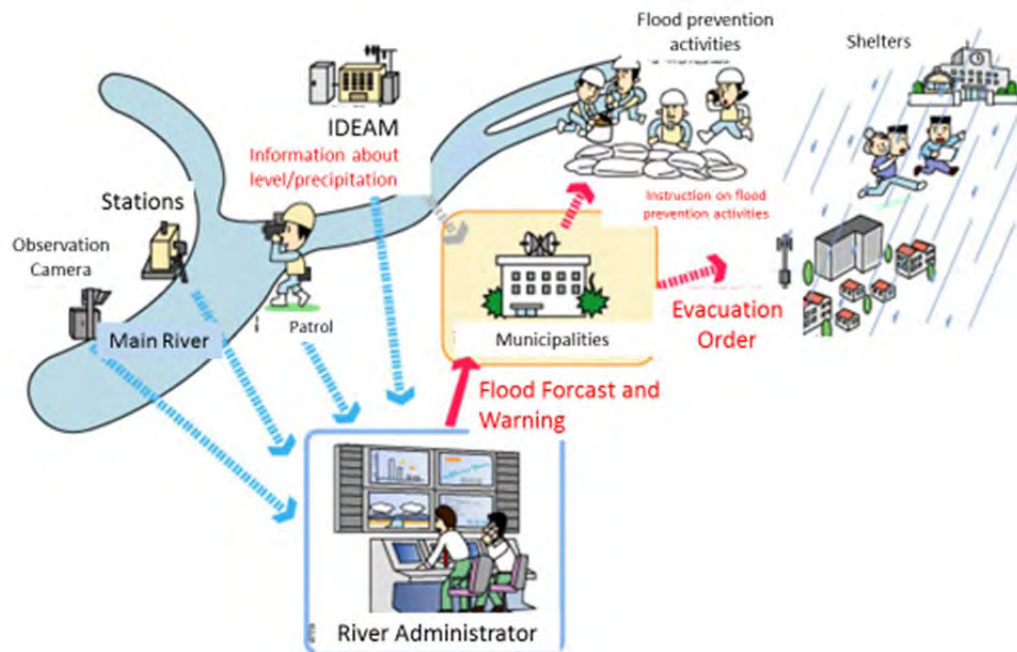 Flood prevention
activities
Shelters
IDEAM
Information about
level/precipitation
Stations
Observation
Camera
Main River
Patrol
Instruction on flood
prevention activities
Municipalities
Evacuation
Order
Flood Forcast and
Warning
River Administrator